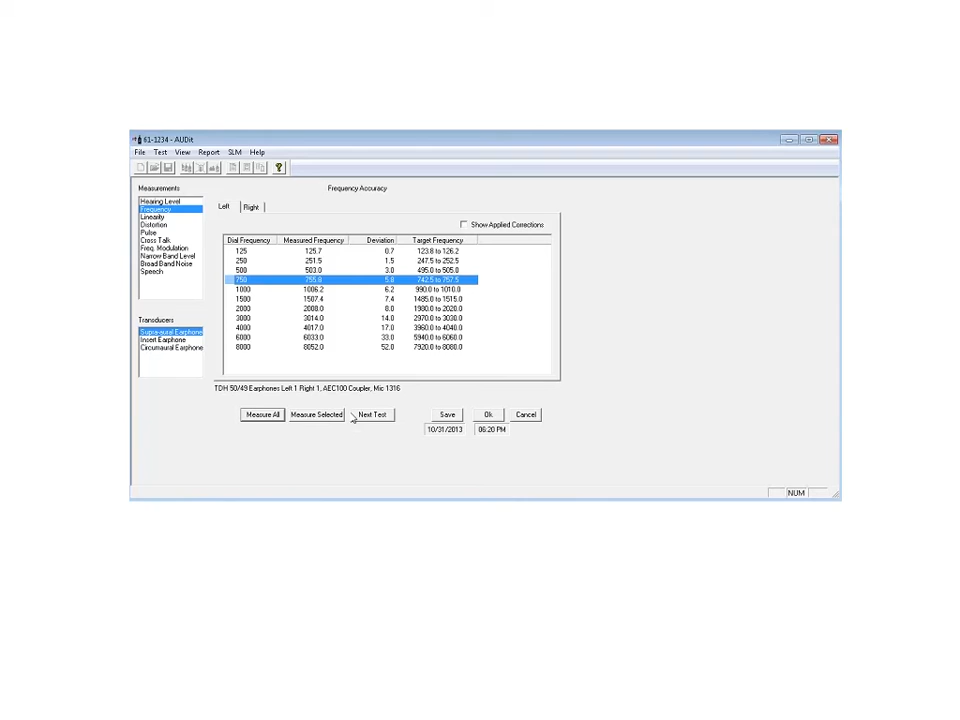 61-1234 - AUDit
File Test View Report SLM Help
Measurements
Frequency Accuracy
Hearing Level
Frequency
Linearity
Distortion
Pulse
Cross Talk
Freq. Modulation
Narrow Band Level
Broad Band Noise
Speech
Left Right
Show Applied Corrections
Dial Frequency Measured Frequency Deviation Target Frequency
125 125.7 0.7 123.8 to 126.2
250 251.5 1.5 247.5 to 252.5
500 503.0 3.0 495.0 to 505.0
750 755.8 5.8 742.5 to 757.5
1000 1006.2 6.2 990.0 to 1010.0
1500 1507.4 7.4 1485.0 to 1515.0
2000 2008.0 8.0 1980.0 to 2020.0
3000 3014.0 14.0 2970.0 to 3030.0
4000 4017.0 17.0 3960.0 to 4040.0
6000 6033.0 33.0 5940.0 to 6060.0
8000 8052.0 52.0 7920.0 to 8080.0
Transducers
Supra-aural Earphone
Insert Earphone
Circumaural Earphone
TDH 50/49 Earphones Left 1 Right 1, AEC100 Coupler, Mic 1316
Measure All Measure Selected Next Test Save Ok Cancel
10/31/2013 06:20 PM
NUM